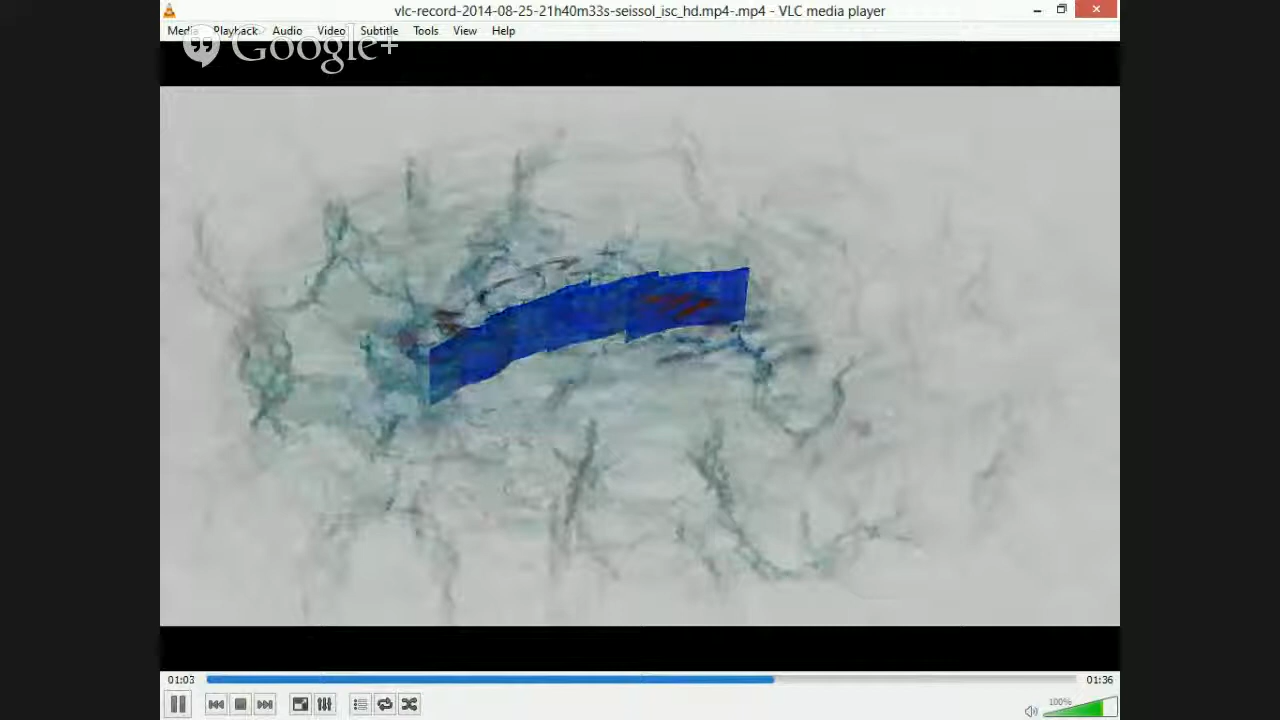 vlc-record-2014-08-25-21h40m33s-seissol_isc_hd.mp4-.mp4 - VLC media player
Media Playback Audio Video Subtitle Tools View Help
Google+
01:03 01:36
100%